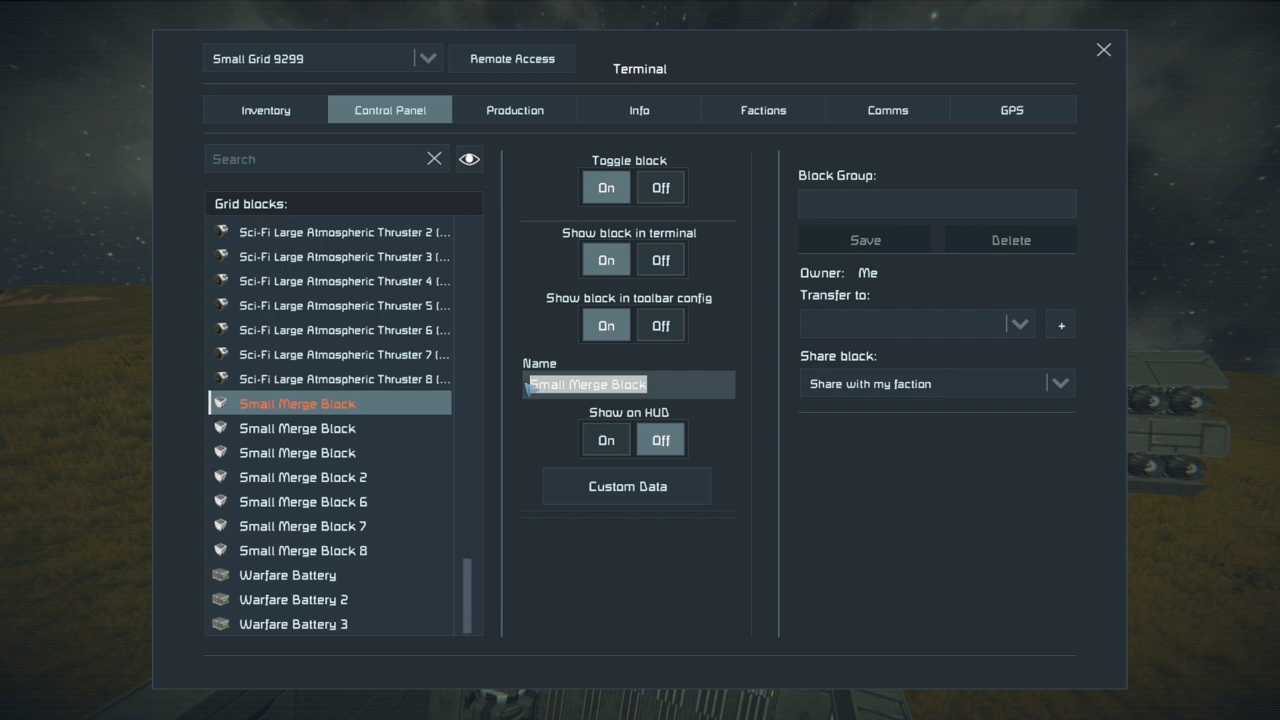 Small Grid 9299
Remote Access
Terminal
Inventory
Control Panel
Production
Info
Factions
Comms
GPS
Search
Grid blocks:
Sci-Fi Large Atmospheric Thruster 2 (...
Sci-Fi Large Atmospheric Thruster 3 (...
Sci-Fi Large Atmospheric Thruster 4 (...
Sci-Fi Large Atmospheric Thruster 5 (...
Sci-Fi Large Atmospheric Thruster 6 (...
Sci-Fi Large Atmospheric Thruster 7 (...
Sci-Fi Large Atmospheric Thruster 8 (...
Small Merge Block
Small Merge Block
Small Merge Block
Small Merge Block 2
Small Merge Block 6
Small Merge Block 7
Small Merge Block 8
Warfare Battery
Warfare Battery 2
Warfare Battery 3
Toggle block
On Off
Show block in terminal
On Off
Show block in toolbar config
On Off
Name
Small Merge Block
Show on HUD
On Off
Custom Data
Block Group:
Save
Delete
Owner: Me
Transfer to:
+
Share block:
Share with my faction